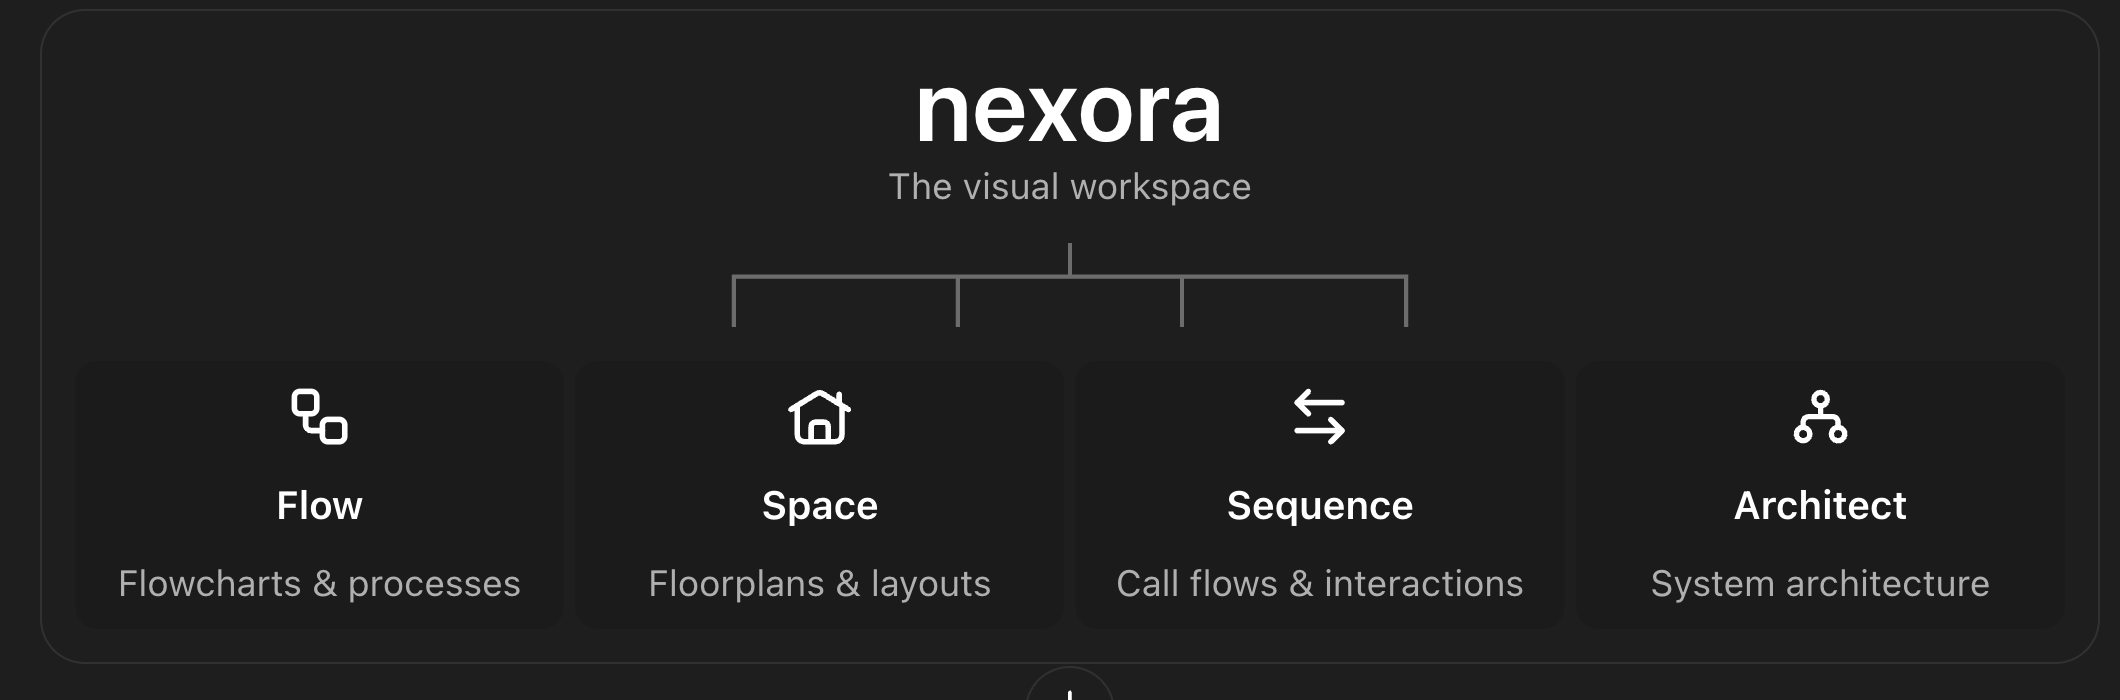 nexora
The visual workspace
Flow
Space
Sequence
Architect
Flowcharts & processes
Floorplans & layouts
Call flows & interactions
System architecture